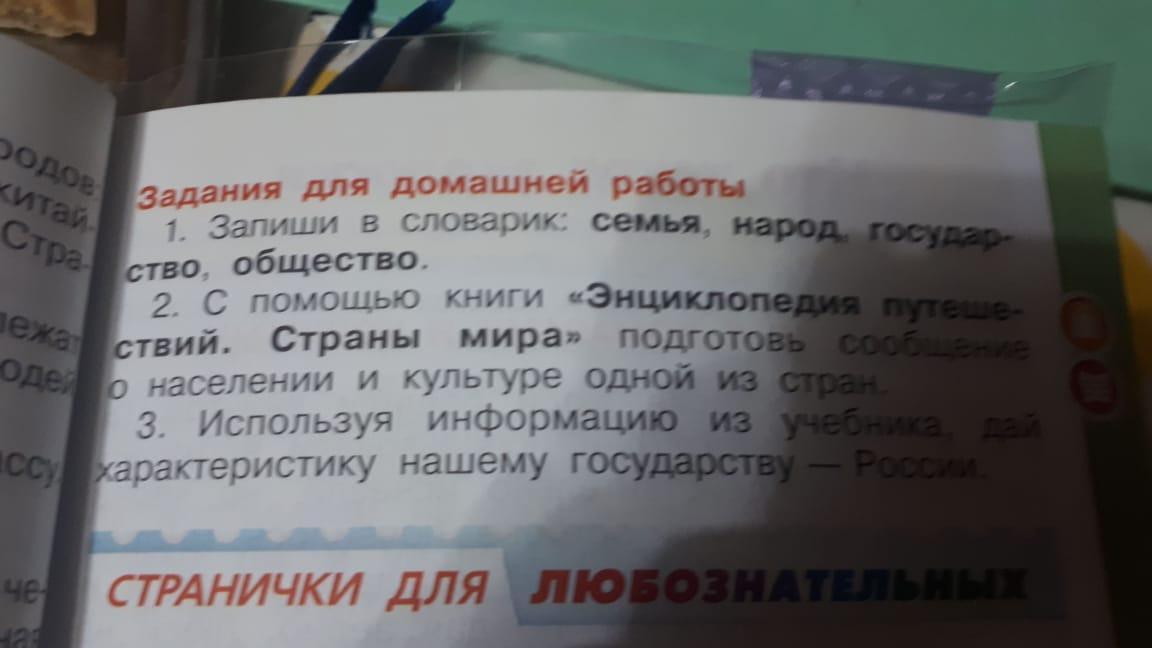 Задания для домашней работы
1. Запиши в словарик: семья, народ, государ-
ство, общество.
2. С помощью книги «Энциклопедия путеше-
ствий. Страны мира» подготовь сообщение
о населении и культуре одной из стран.
3. Используя информацию из учебника, дай
характеристику нашему государству — России.
СТРАНИЧКИ ДЛЯ ЛЮБОЗНАТЕЛЬНЫХ